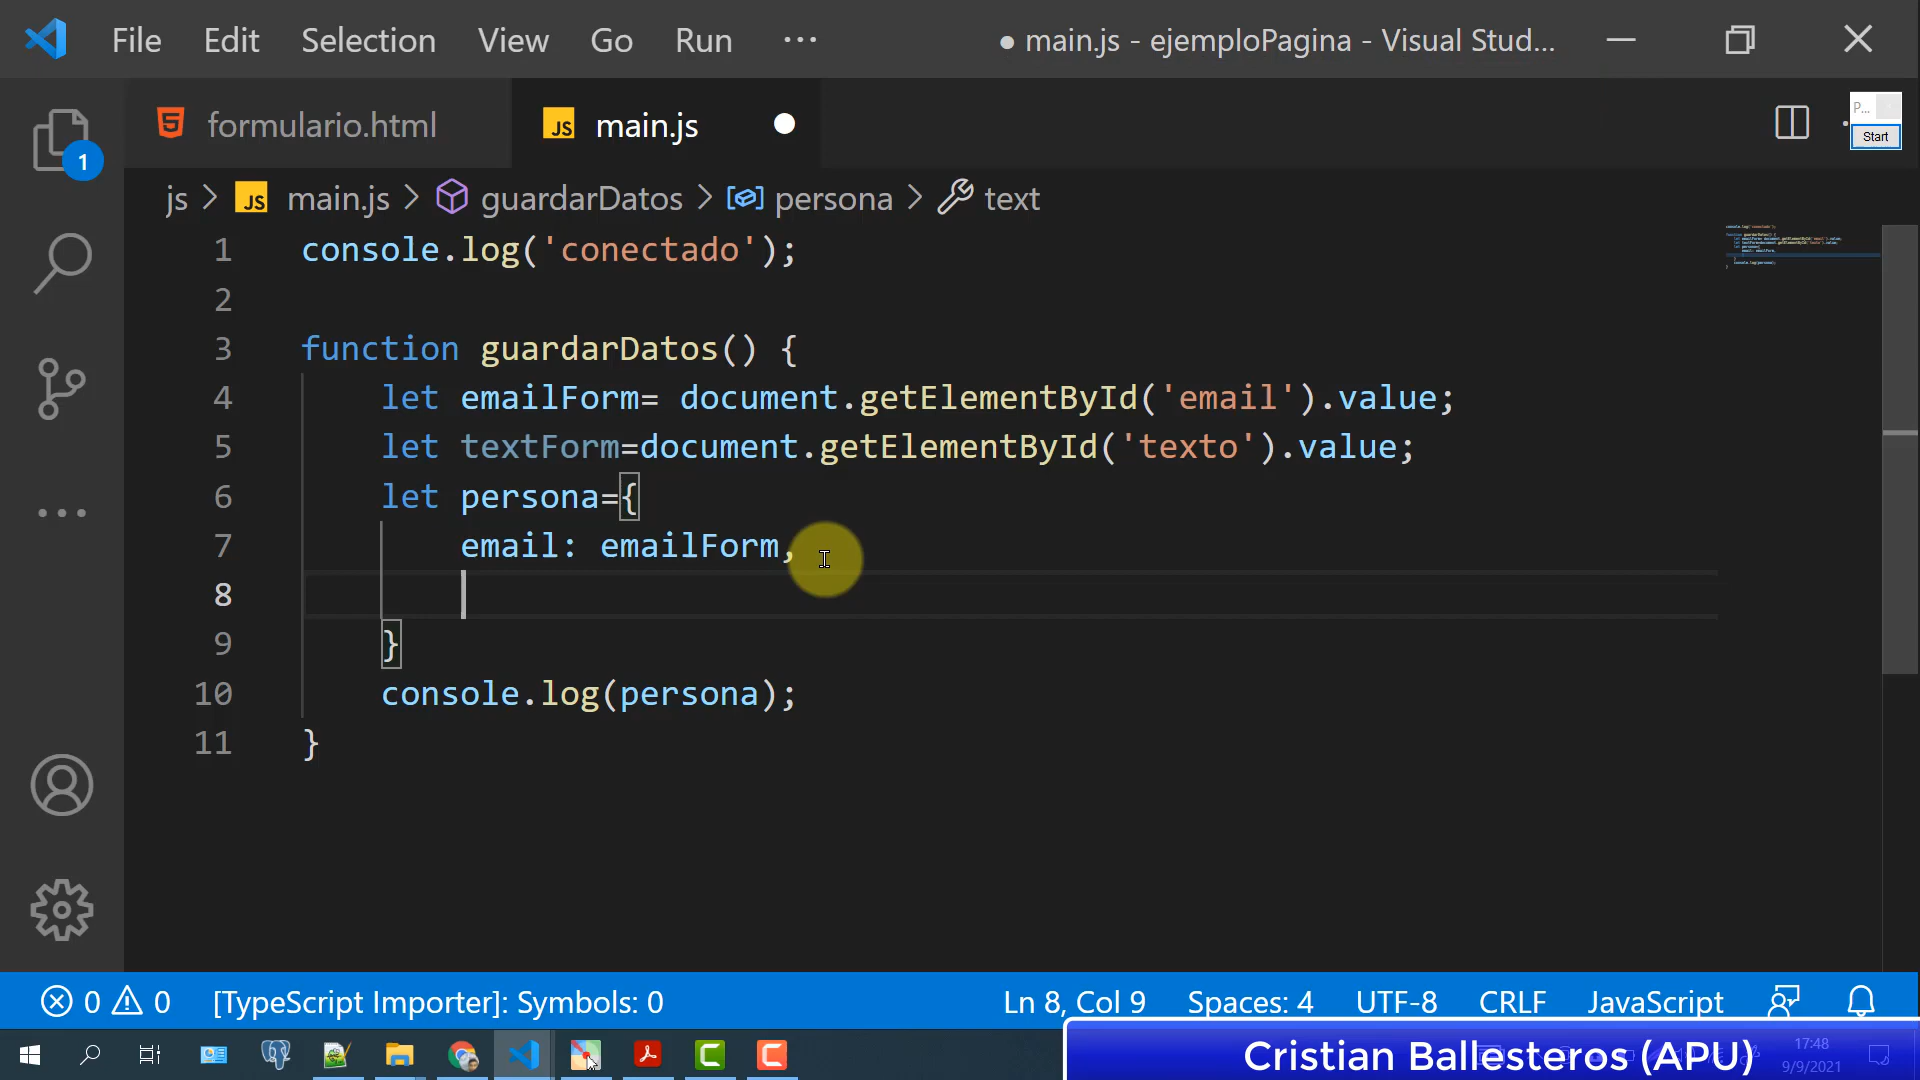 File Edit Selection View Go Run ··· ● main.js - ejemploPagina - Visual Stud...
formulario.html JS main.js ●
P...
Start
js > JS main.js > guardarDatos > persona > text
1 console.log('conectado');
2
3 function guardarDatos() {
4 let emailForm= document.getElementById('email').value;
5 let textForm=document.getElementById('texto').value;
6 let persona={
7 email: emailForm,
8
9 }
10 console.log(persona);
11 }
1
0 0 [TypeScript Importer]: Symbols: 0 Ln 8, Col 9 Spaces: 4 UTF-8 CRLF JavaScript
Cristian Ballesteros (APU)
17:48
9/9/2021